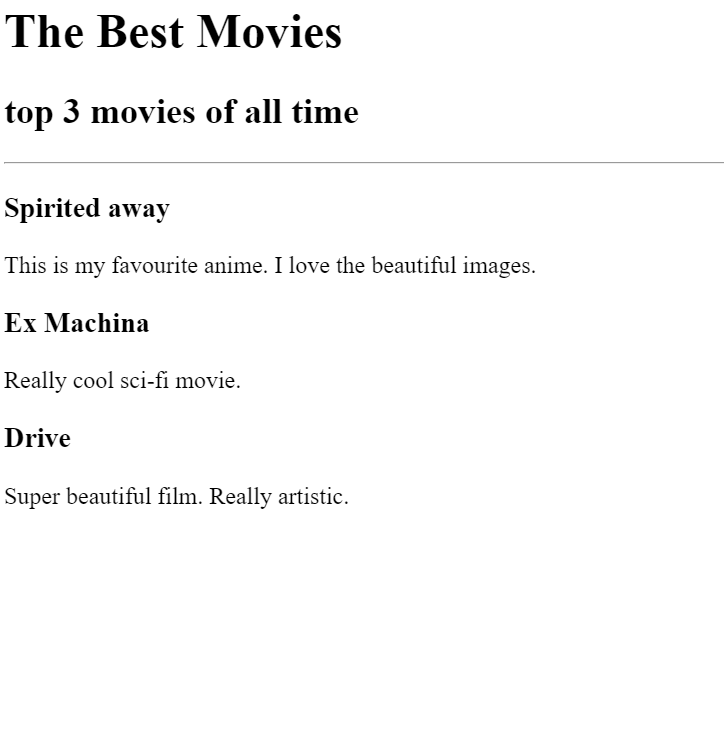 The Best Movies
top 3 movies of all time
Spirited away
This is my favourite anime. I love the beautiful images.
Ex Machina
Really cool sci-fi movie.
Drive
Super beautiful film. Really artistic.